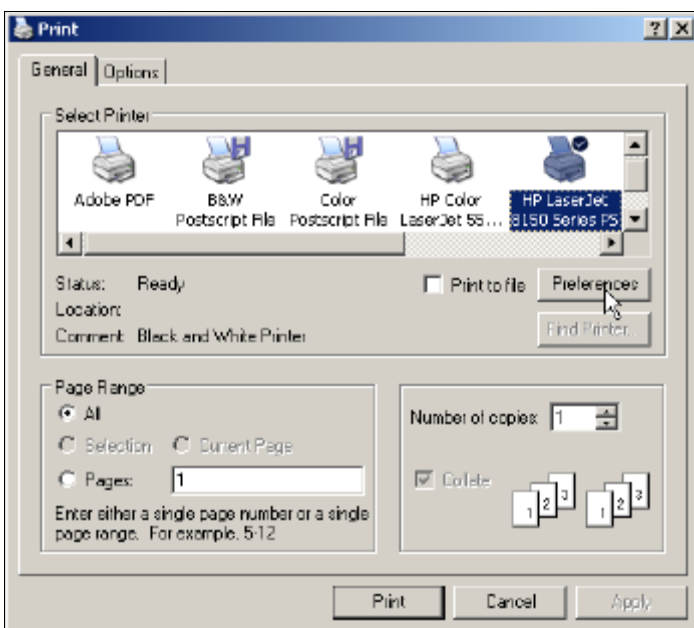 Print
General
Options
Select Printer
Adobe PDF
B&W Postscript File
Color Postscript File
HP Color LaserJet 55...
HP LaserJet 8150 Series PS
Status: Ready
Print to file
Preferences
Location:
Find Printer...
Comment: Black and White Printer
Page Range
All
Selection
Current Page
Pages: 1
Enter either a single page number or a single
page range. For example, 5-12
Number of copies: 1
Collate
1 2 3 1 2 3
Print
Cancel
Apply